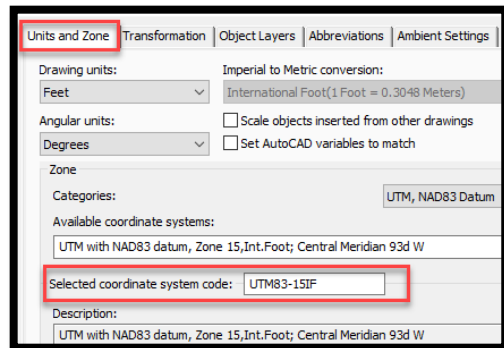 Units and Zone Transformation Object Layers Abbreviations Ambient Settings
Drawing units: Imperial to Metric conversion:
Feet International Foot(1 Foot = 0.3048 Meters)
Angular units: Scale objects inserted from other drawings
Degrees Set AutoCAD variables to match
Zone
Categories: UTM, NAD83 Datum
Available coordinate systems:
UTM with NAD83 datum, Zone 15,Int.Foot; Central Meridian 93d W
Selected coordinate system code: UTM83-15IF
Description:
UTM with NAD83 datum, Zone 15,Int.Foot; Central Meridian 93d W